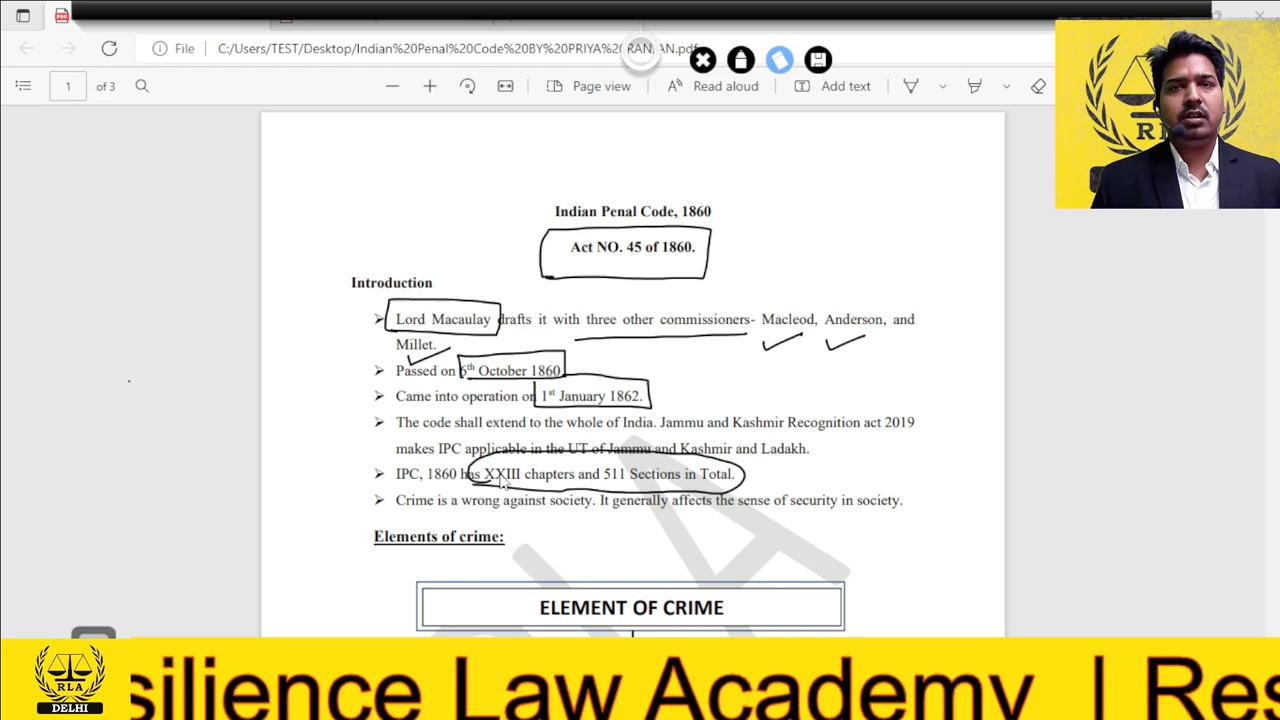 File C:/Users/TEST/Desktop/Indian%20Penal%20Code%20BY%20PRIYA%20RANJAN.pdf
1 of 3 Page view Read aloud Add text
Indian Penal Code, 1860
Act NO. 45 of 1860.
Introduction
Lord Macaulay drafts it with three other commissioners- Macleod, Anderson, and
Millet.
Passed on 6th October 1860.
Came into operation on 1st January 1862.
The code shall extend to the whole of India. Jammu and Kashmir Recognition act 2019
makes IPC applicable in the UT of Jammu and Kashmir and Ladakh.
IPC, 1860 has XXIII chapters and 511 Sections in Total.
Crime is a wrong against society. It generally affects the sense of security in society.
Elements of crime:
ELEMENT OF CRIME
RLA
DELHI
silience Law Academy | Res